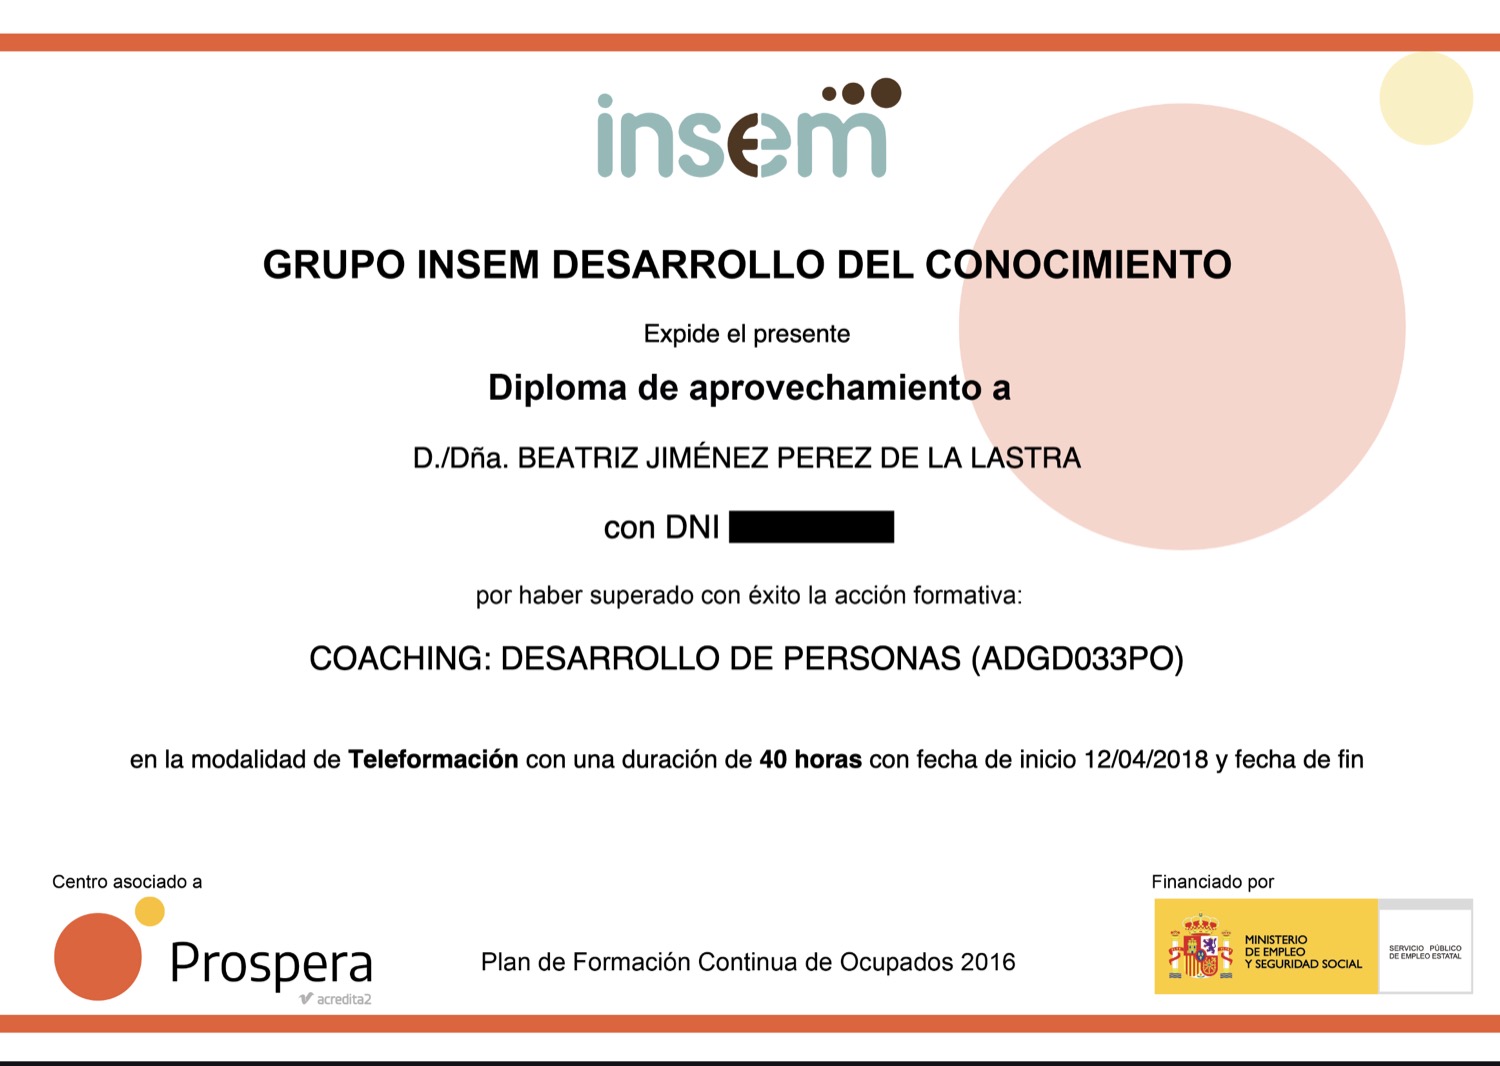 insem
GRUPO INSEM DESARROLLO DEL CONOCIMIENTO
Expide el presente
Diploma de aprovechamiento a
D./Dña. BEATRIZ JIMÉNEZ PEREZ DE LA LASTRA
con DNI
por haber superado con éxito la acción formativa:
COACHING: DESARROLLO DE PERSONAS (ADGD033PO)
en la modalidad de Teleformación con una duración de 40 horas con fecha de inicio 12/04/2018 y fecha de fin
Centro asociado a
Prospera
acredita2
Plan de Formación Continua de Ocupados 2016
Financiado por
MINISTERIO
DE EMPLEO
Y SEGURIDAD SOCIAL
SERVICIO PÚBLICO
DE EMPLEO ESTATAL